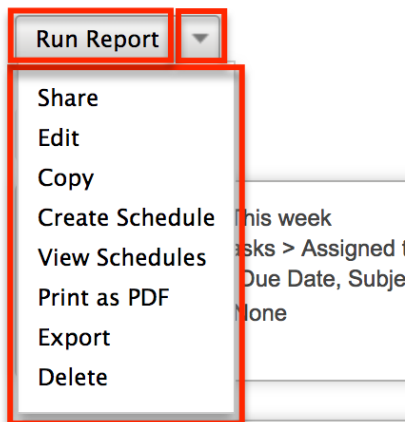 Run Report
Share
Edit
Copy
Create Schedule
View Schedules
Print as PDF
Export
Delete
This week
> Assigned
Due Date,
None